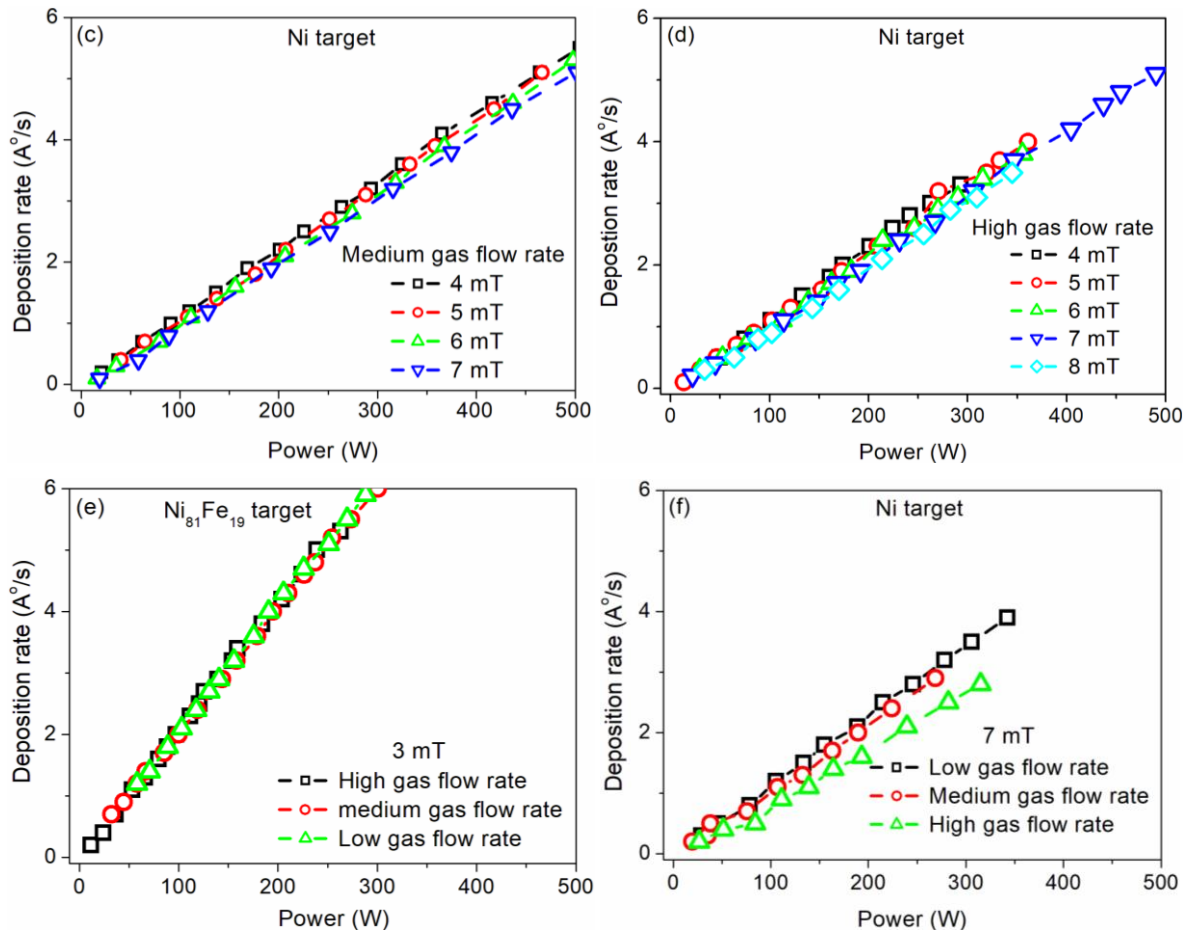 (c)
Ni target
Deposition rate (A°/s)
6
4
2
0
Medium gas flow rate
4 mT
5 mT
6 mT
7 mT
0 100 200 300 400 500
Power (W)
(d)
Ni target
Deposition rate (A°/s)
6
4
2
0
High gas flow rate
4 mT
5 mT
6 mT
7 mT
8 mT
0 100 200 300 400 500
Power (W)
(e)
Ni81Fe19 target
Deposition rate (A°/s)
6
4
2
0
3 mT
High gas flow rate
medium gas flow rate
Low gas flow rate
0 100 200 300 400 500
Power (W)
(f)
Ni target
Deposition rate (A°/s)
6
4
2
0
7 mT
Low gas flow rate
Medium gas flow rate
High gas flow rate
0 100 200 300 400 500
Power (W)